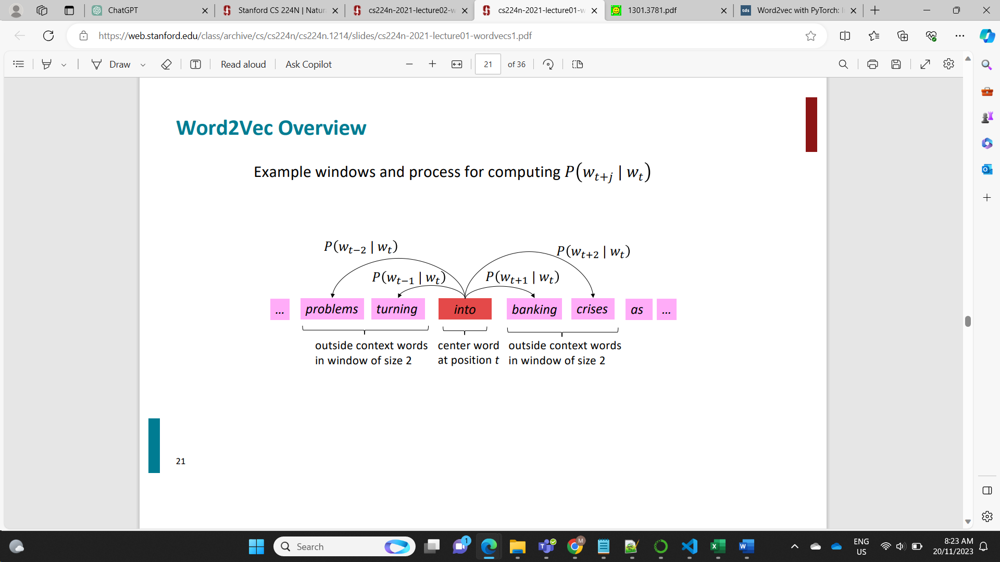 ChatGPT
Stanford CS 224N | Natur
cs224n-2021-lecture02-w
cs224n-2021-lecture01-w
1301.3781.pdf
tds
Word2vec with PyTorch: I
https://web.stanford.edu/class/archive/cs/cs224n/cs224n.1214/slides/cs224n-2021-lecture01-wordvecs1.pdf
Draw
T
Read aloud
Ask Copilot
21
of 36
Word2Vec Overview
Example windows and process for computing P(w_{t+j} | w_t)
P(w_{t−2} | w_t)
P(w_{t+2} | w_t)
P(w_{t−1} | w_t)
P(w_{t+1} | w_t)
... problems turning into banking crises as ...
outside context words
in window of size 2
center word
at position t
outside context words
in window of size 2
21
Search
1
M
ENG
US
8:23 AM
20/11/2023